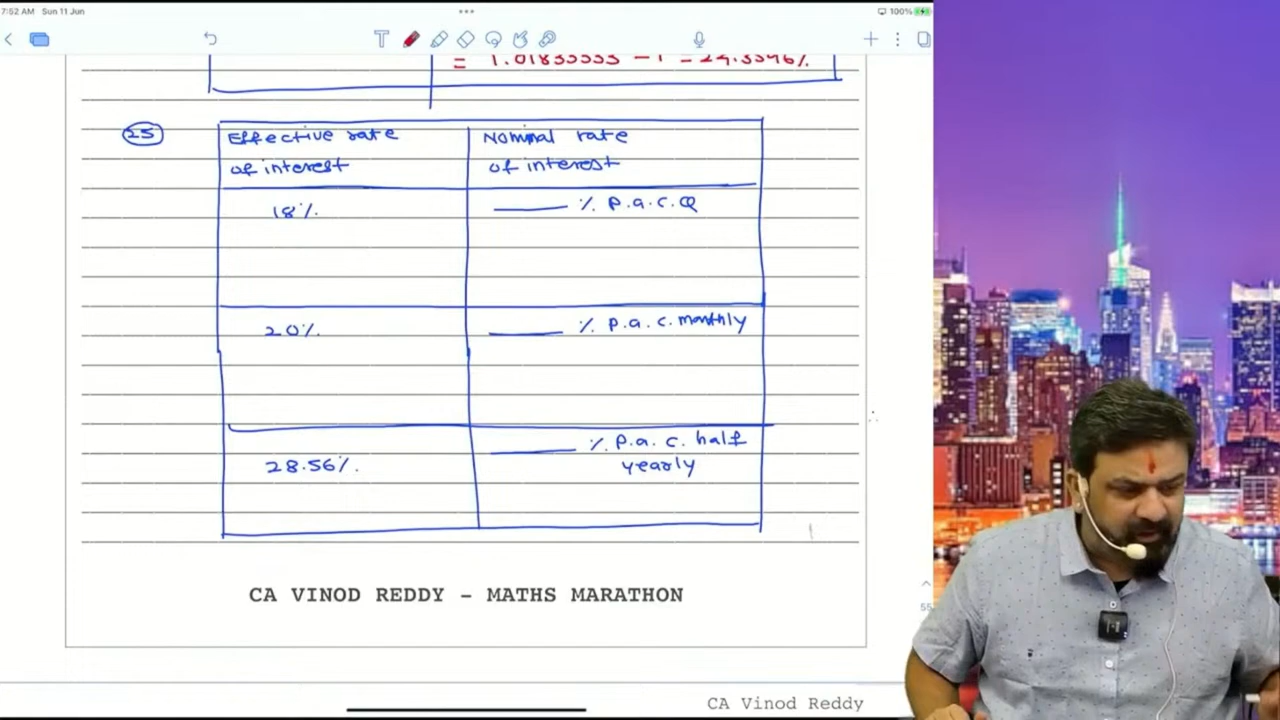 7:52 AM Sun 11 Jun
100%
T
25
Effective rate
of interest
Nominal rate
of interest
18%.
% p.a.c.Q
20%.
% p.a.c.monthly
28.56%.
% p.a.c. half
yearly
CA VINOD REDDY - MATHS MARATHON
55
CA Vinod Reddy